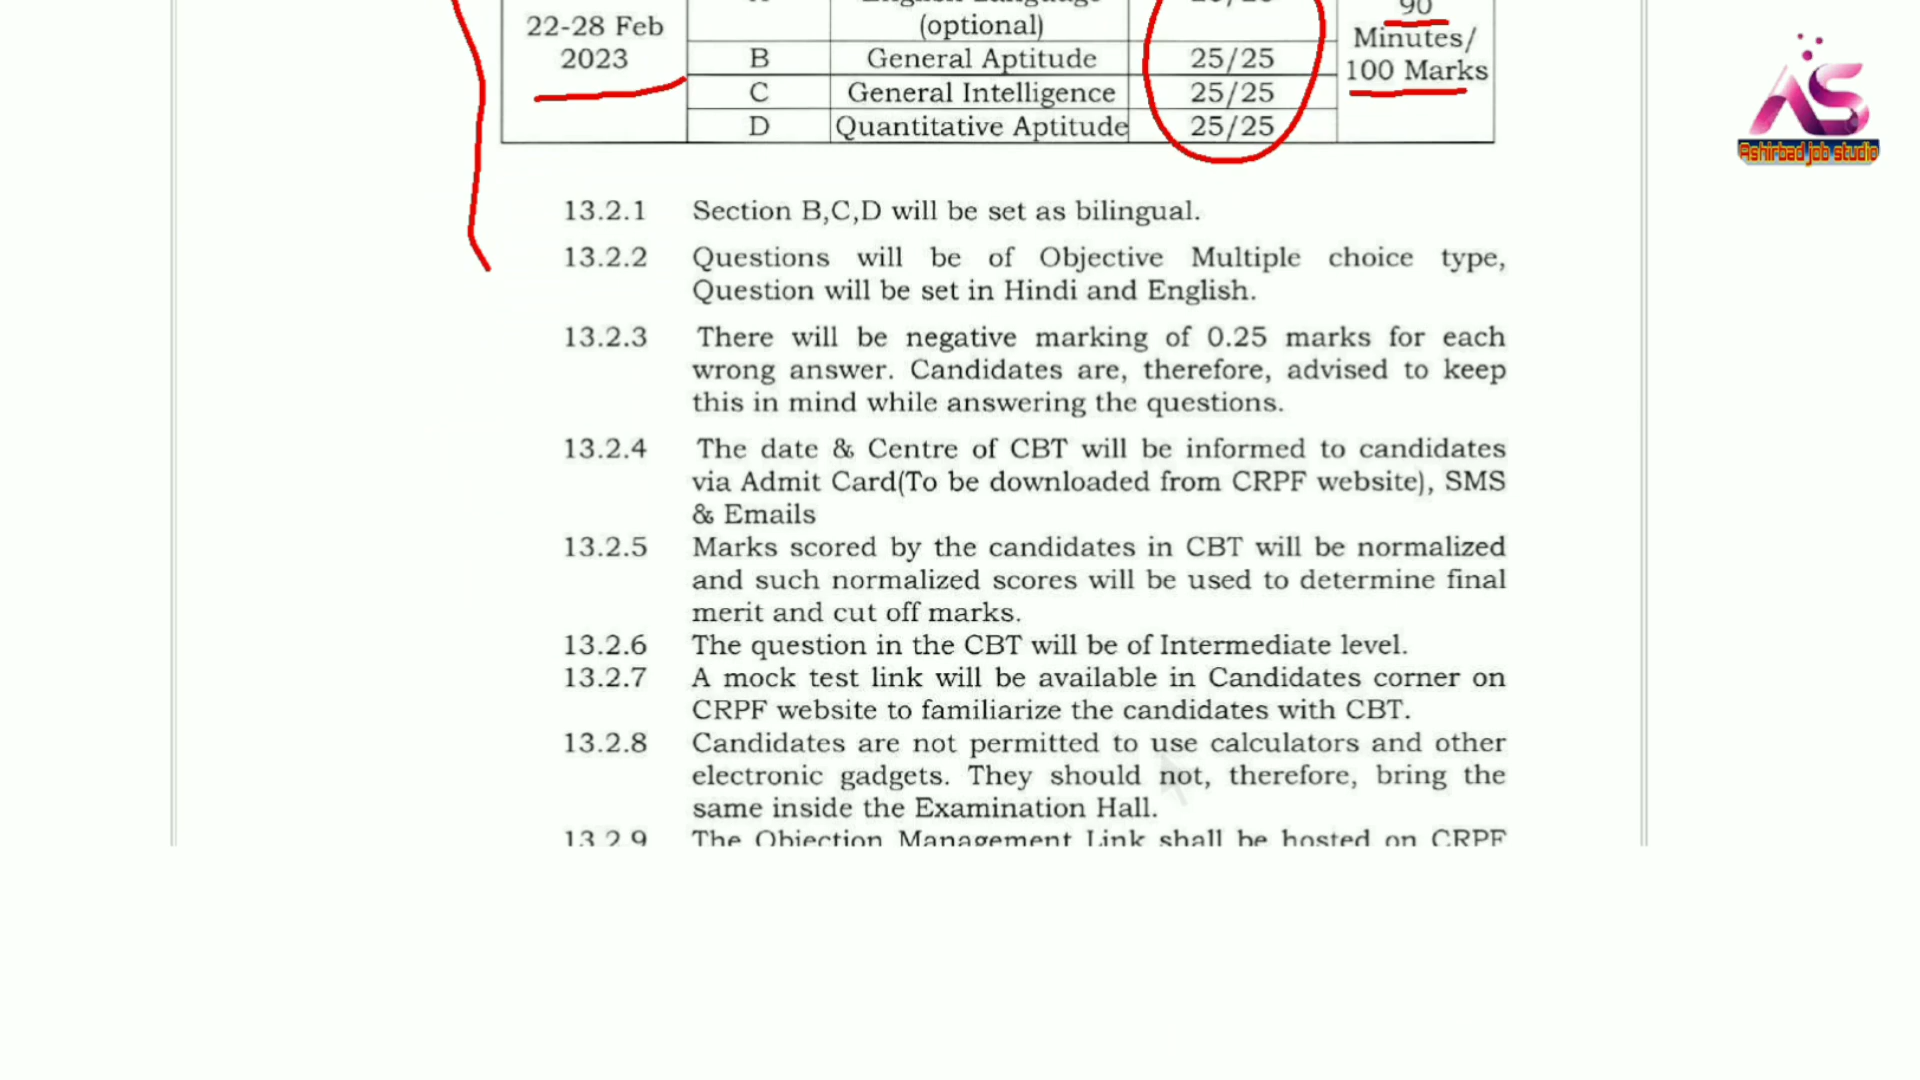 English Language
25/25
90
22-28 Feb
(optional)
Minutes/
2023
B
General Aptitude
25/25
100 Marks
C
General Intelligence
25/25
D
Quantitative Aptitude
25/25
Ashirbad job studio
13.2.1 Section B,C,D will be set as bilingual.
13.2.2 Questions will be of Objective Multiple choice type,
Question will be set in Hindi and English.
13.2.3 There will be negative marking of 0.25 marks for each
wrong answer. Candidates are, therefore, advised to keep
this in mind while answering the questions.
13.2.4 The date & Centre of CBT will be informed to candidates
via Admit Card(To be downloaded from CRPF website), SMS
& Emails
13.2.5 Marks scored by the candidates in CBT will be normalized
and such normalized scores will be used to determine final
merit and cut off marks.
13.2.6 The question in the CBT will be of Intermediate level.
13.2.7 A mock test link will be available in Candidates corner on
CRPF website to familiarize the candidates with CBT.
13.2.8 Candidates are not permitted to use calculators and other
electronic gadgets. They should not, therefore, bring the
same inside the Examination Hall.
13.2.9 The Objection Management Link shall be hosted on CRPF